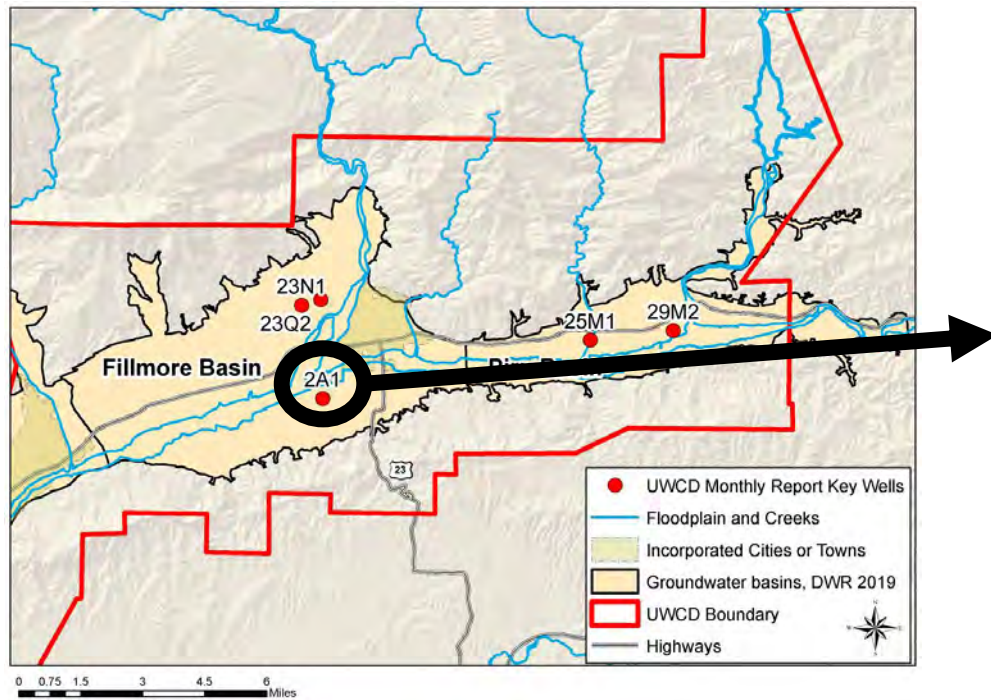 23N1
23Q2
25M1
29M2
Fillmore Basin
2A1
23
UWCD Monthly Report Key Wells
Floodplain and Creeks
Incorporated Cities or Towns
Groundwater basins, DWR 2019
UWCD Boundary
Highways
0 0.75 1.5 3 4.5 6
Miles